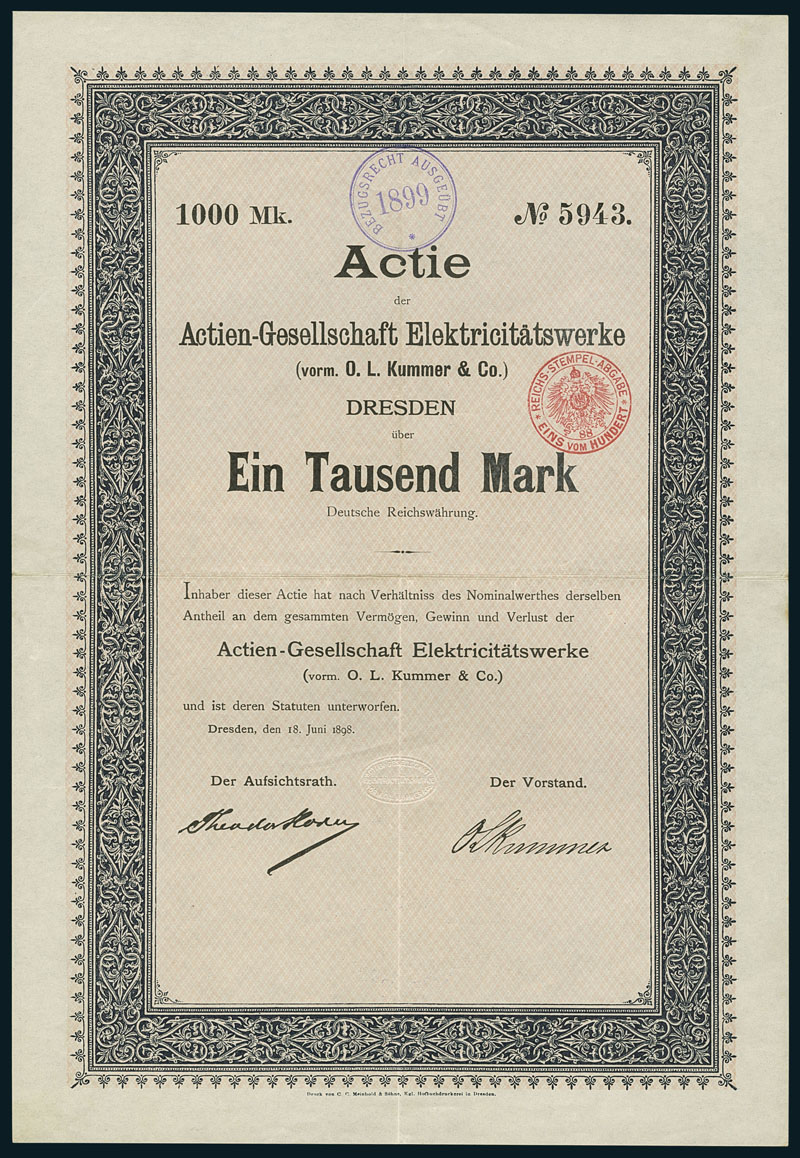 BEZUGSRECHT AUSGEÜBT
1899
1000 Mk.
№ 5943.
Actie
der
Actien-Gesellschaft Elektricitätswerke
(vorm. O. L. Kummer & Co.)
REICHS-STEMPEL-ABGABE
88
EINS VOM HUNDERT
DRESDEN
über
Ein Tausend Mark
Deutsche Reichswährung.
Inhaber dieser Actie hat nach Verhältniss des Nominalwerthes derselben
Antheil an dem gesammten Vermögen, Gewinn und Verlust der
Actien-Gesellschaft Elektricitätswerke
(vorm. O. L. Kummer & Co.)
und ist deren Statuten unterworfen.
Dresden, den 18. Juni 1898.
Der Aufsichtsrath.
Der Vorstand.
Theodor
O L Kummer
Druck von C. C. Meinhold & Söhne, Kgl. Hofbuchdruckerei in Dresden.